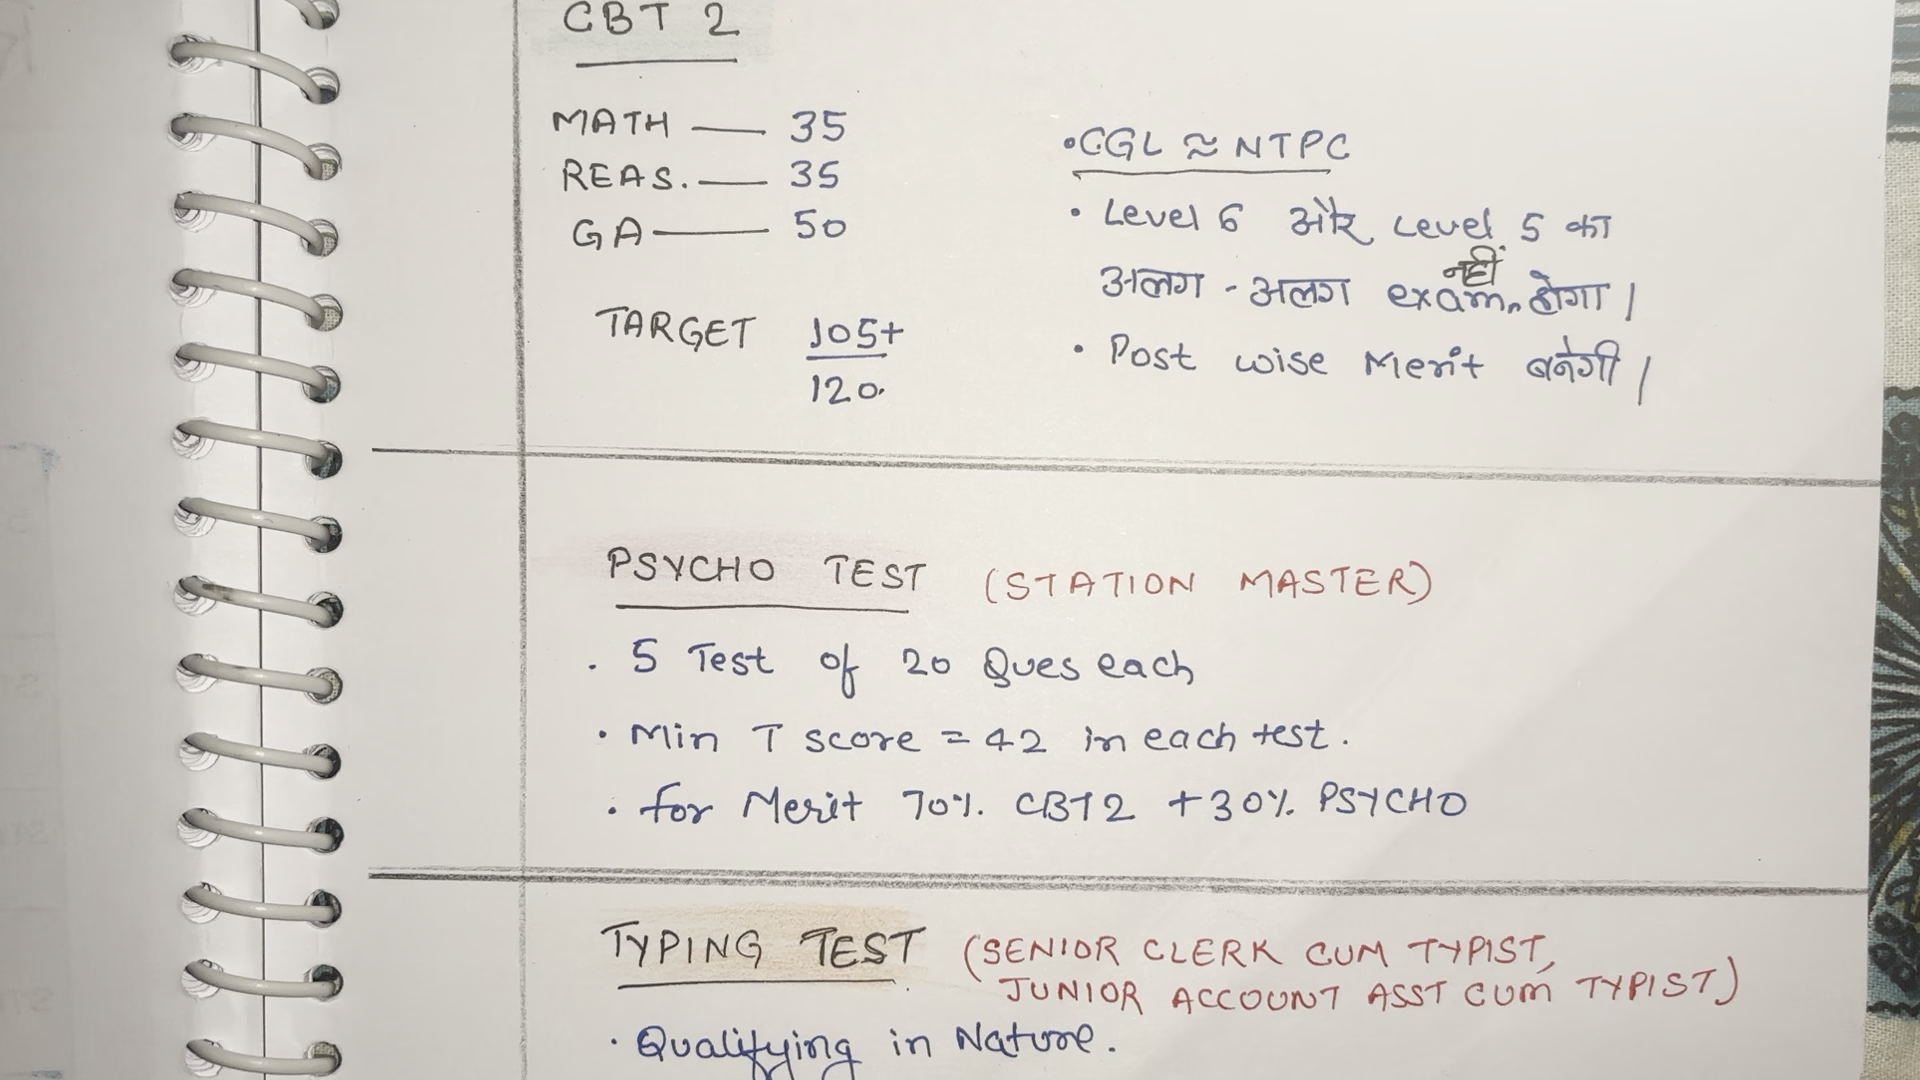 CBT 2
MATH — 35
REAS. — 35
GA — 50
TARGET 105+
120
• CGL ≈ NTPC
• Level 6 और Level 5 का
अलग - अलग exam नहीं होगा।
• Post wise Merit बनेगी।
PSYCHO TEST (STATION MASTER)
• 5 Test of 20 Ques each
• Min T score = 42 in each test.
• for Merit 70% CBT2 + 30% PSYCHO
TYPING TEST (SENIOR CLERK CUM TYPIST,
JUNIOR ACCOUNT ASST CUM TYPIST)
• Qualifying in Nature.